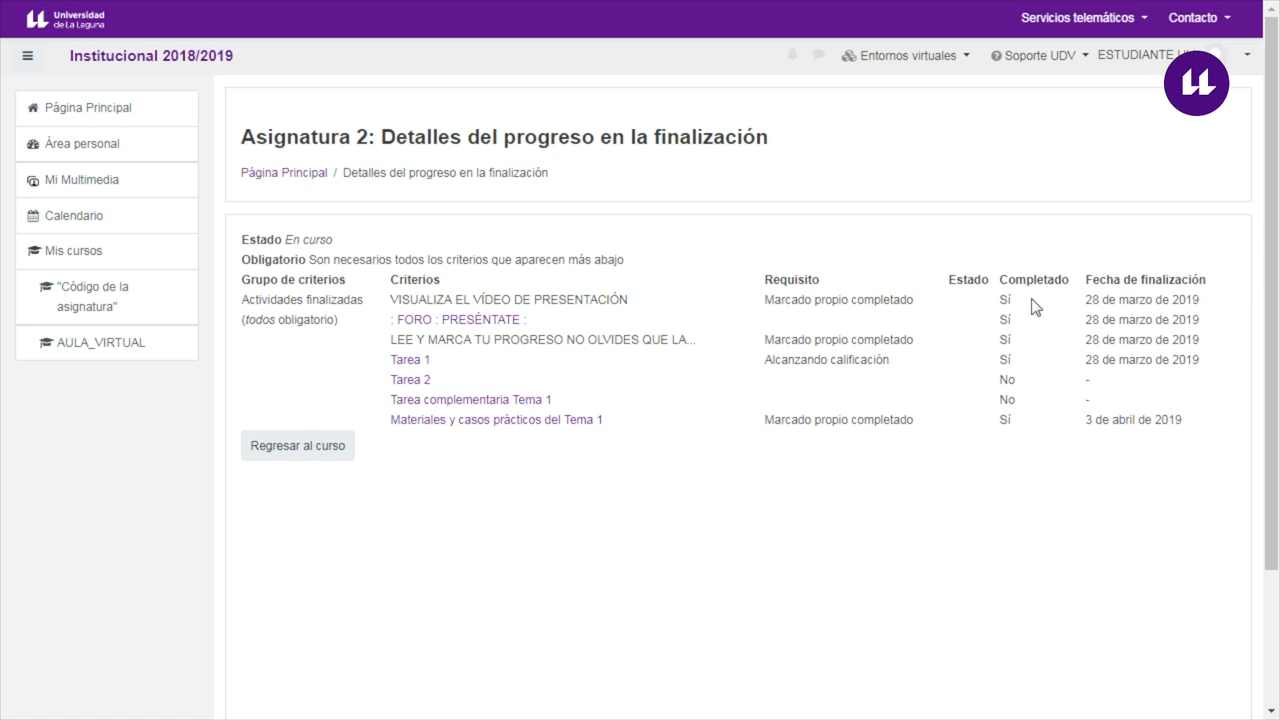 Universidad
de La Laguna
Servicios telemáticos
Contacto
Institucional 2018/2019
Entornos virtuales
Soporte UDV
ESTUDIANTE
Página Principal
Área personal
Mi Multimedia
Calendario
Mis cursos
"Código de la
asignatura"
AULA_VIRTUAL
Asignatura 2: Detalles del progreso en la finalización
Página Principal / Detalles del progreso en la finalización
Estado En curso
Obligatorio Son necesarios todos los criterios que aparecen más abajo
Grupo de criterios Criterios Requisito Estado Completado Fecha de finalización
Actividades finalizadas VISUALIZA EL VÍDEO DE PRESENTACIÓN Marcado propio completado Sí 28 de marzo de 2019
(todos obligatorio) : FORO : PRESÉNTATE : Sí 28 de marzo de 2019
LEE Y MARCA TU PROGRESO NO OLVIDES QUE LA... Marcado propio completado Sí 28 de marzo de 2019
Tarea 1 Alcanzando calificación Sí 28 de marzo de 2019
Tarea 2 No -
Tarea complementaria Tema 1 No -
Materiales y casos prácticos del Tema 1 Marcado propio completado Sí 3 de abril de 2019
Regresar al curso